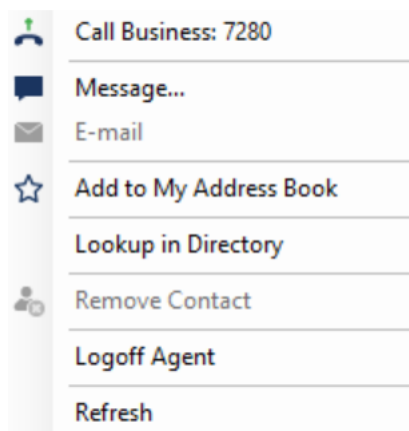 Call Business: 7280
Message...
E-mail
Add to My Address Book
Lookup in Directory
Remove Contact
Logoff Agent
Refresh